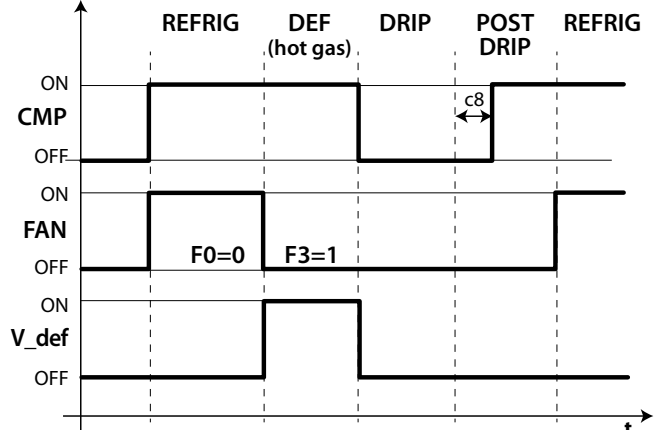 REFRIG DEF DRIP POST REFRIG
(hot gas) DRIP
ON
c8
CMP
OFF
ON
FAN
F0=0 F3=1
OFF
ON
V_def
OFF
t